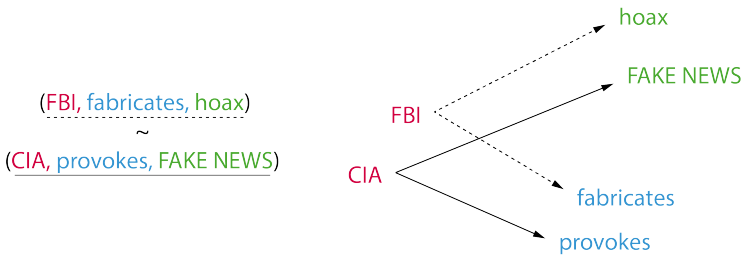 (FBI, fabricates, hoax)
~
(CIA, provokes, FAKE NEWS)
hoax
FAKE NEWS
FBI
CIA
fabricates
provokes